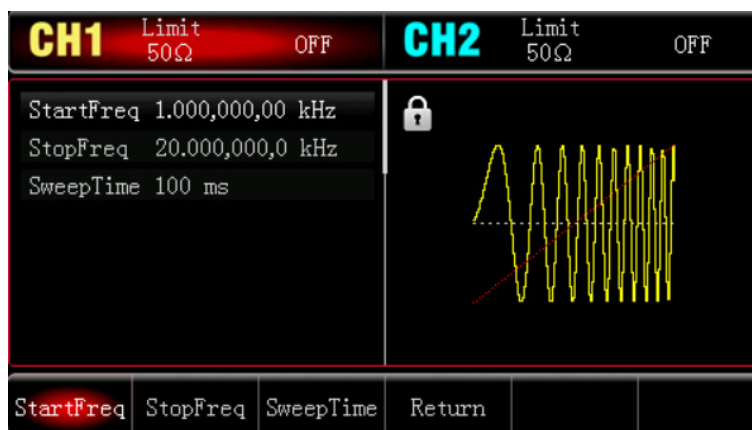 CH1 Limit 50Ω OFF
CH2 Limit 50Ω OFF
StartFreq 1.000,000,00 kHz
StopFreq 20.000,000,0 kHz
SweepTime 100 ms
StartFreq StopFreq SweepTime Return